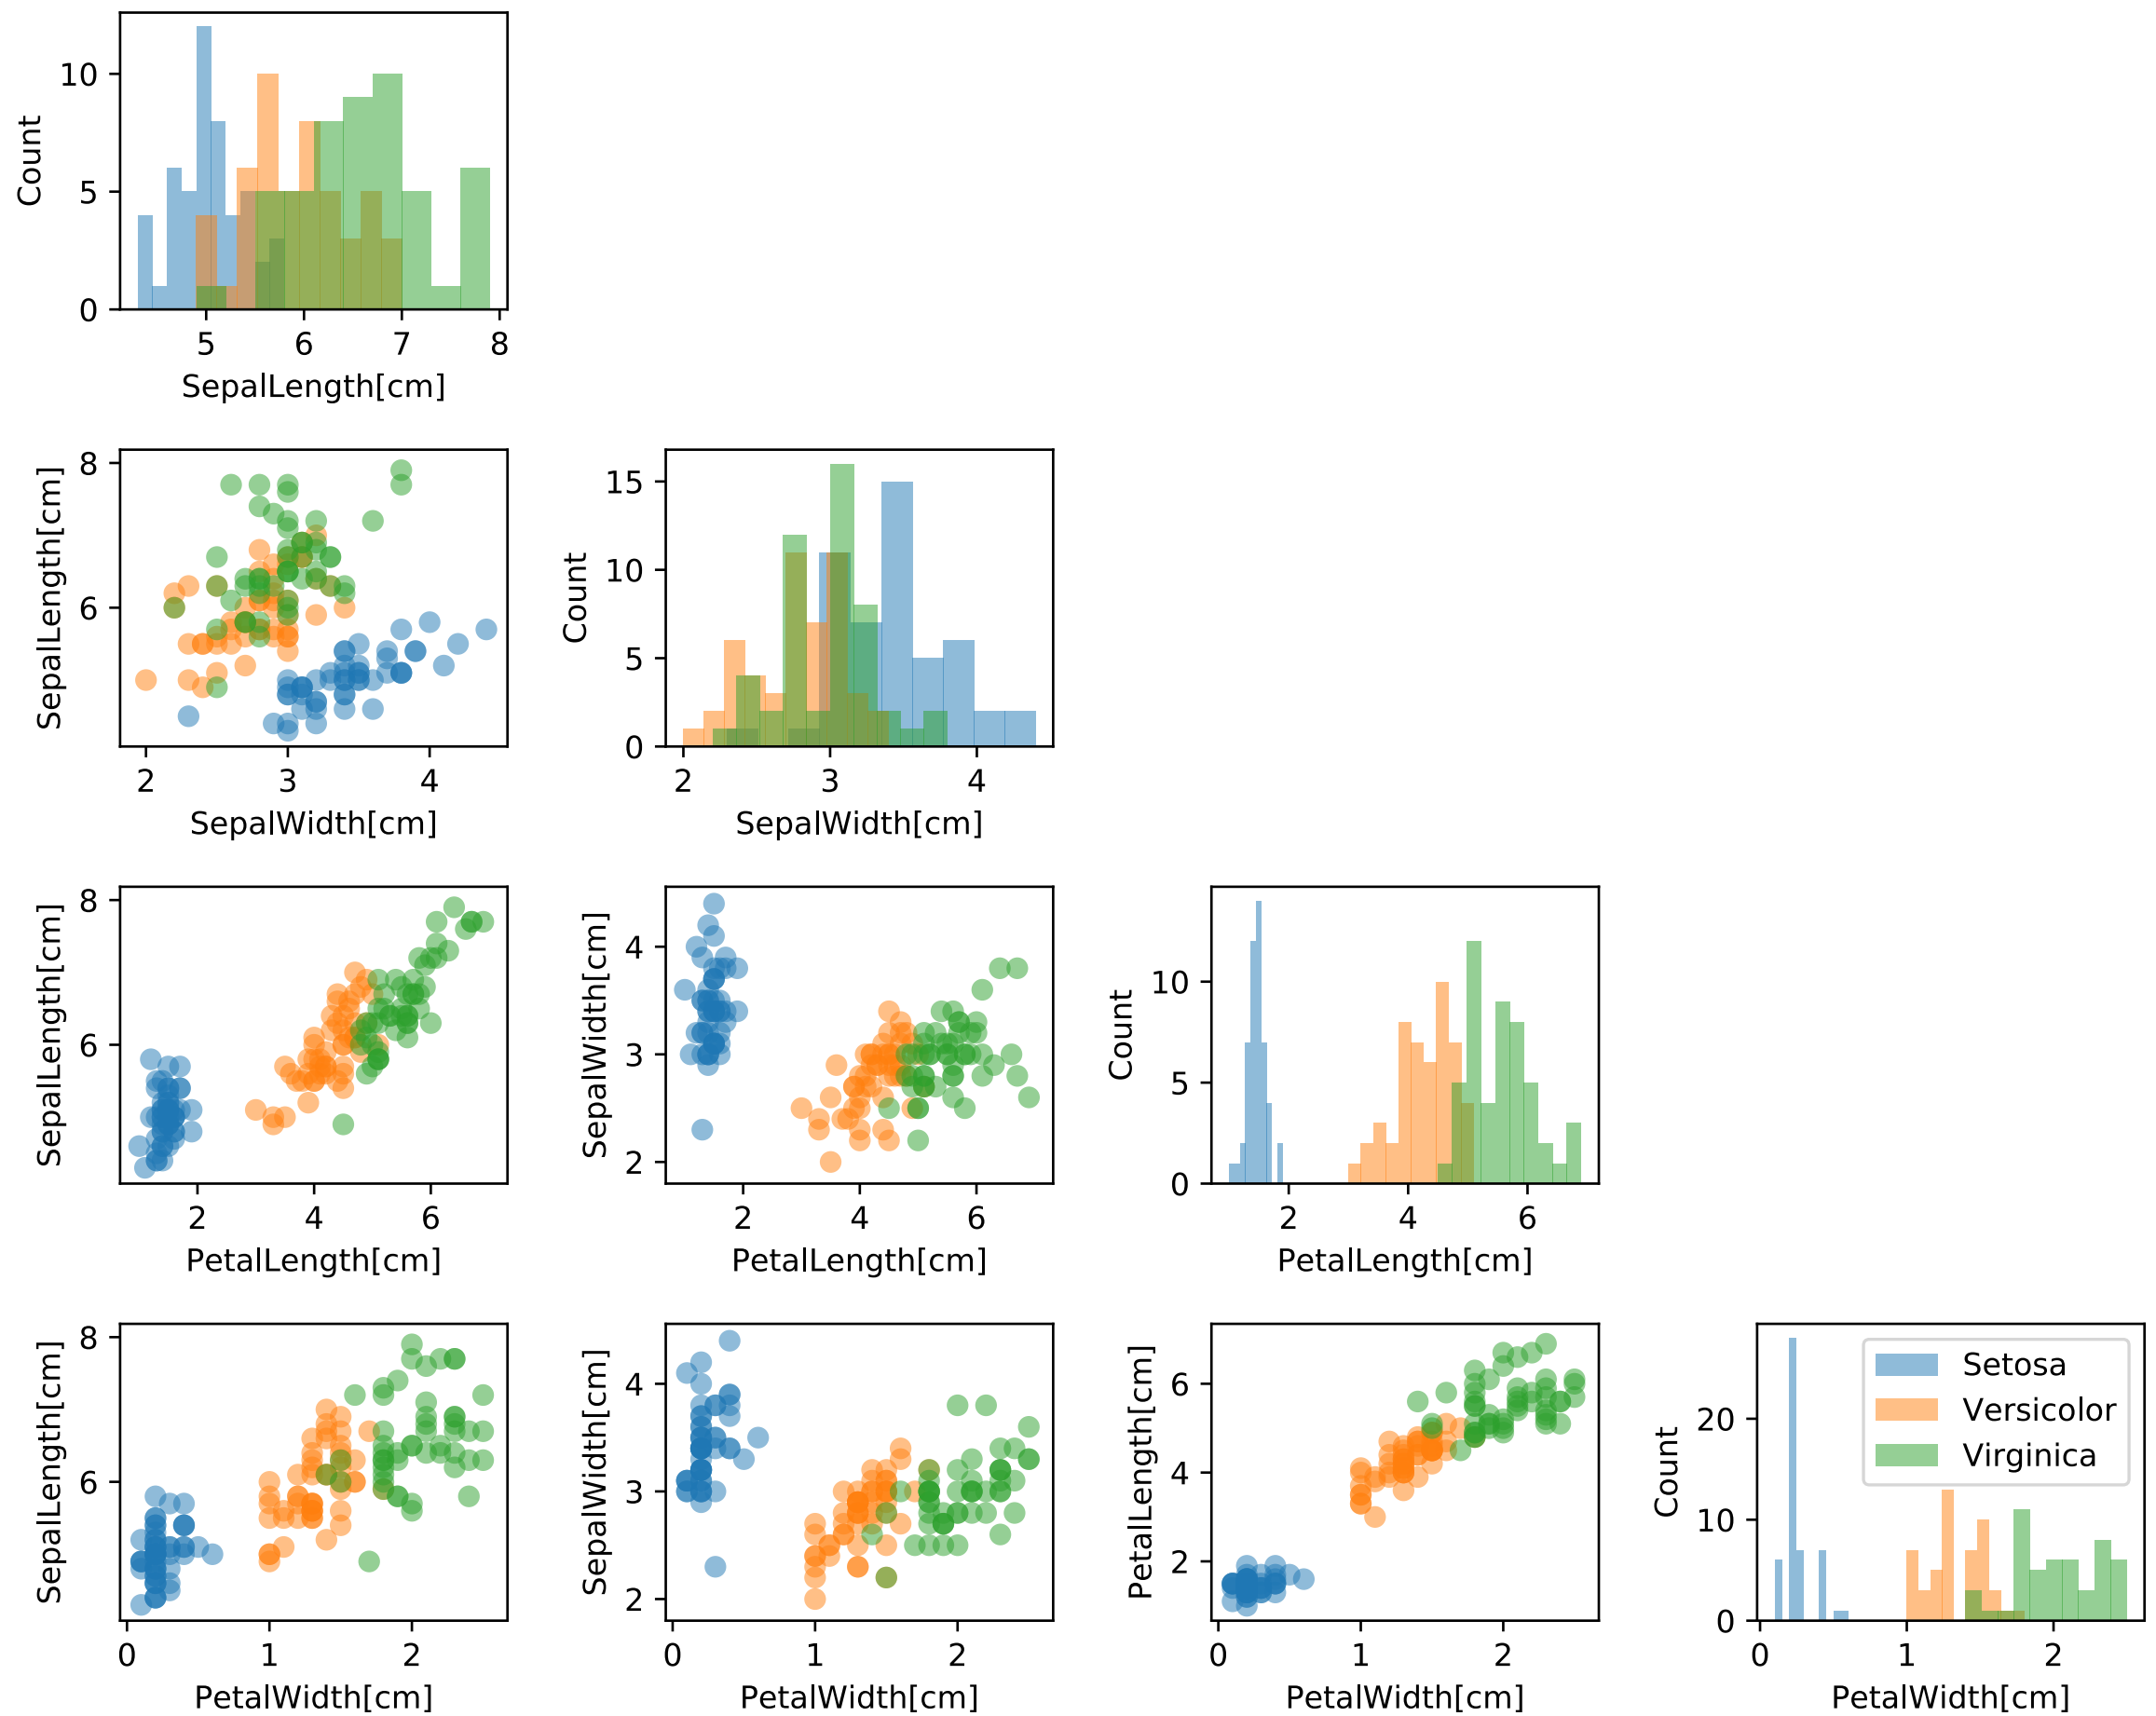 Count
10
5
0
5 6 7 8
SepalLength[cm]
SepalLength[cm]
8
6
2 3 4
SepalWidth[cm]
Count
15
10
5
0
2 3 4
SepalWidth[cm]
SepalLength[cm]
8
6
2 4 6
PetalLength[cm]
SepalWidth[cm]
4
3
2
2 4 6
PetalLength[cm]
Count
10
5
0
2 4 6
PetalLength[cm]
SepalLength[cm]
8
6
0 1 2
PetalWidth[cm]
SepalWidth[cm]
4
3
2
0 1 2
PetalWidth[cm]
PetalLength[cm]
6
4
2
0 1 2
PetalWidth[cm]
Count
20
10
0
Setosa
Versicolor
Virginica
0 1 2
PetalWidth[cm]